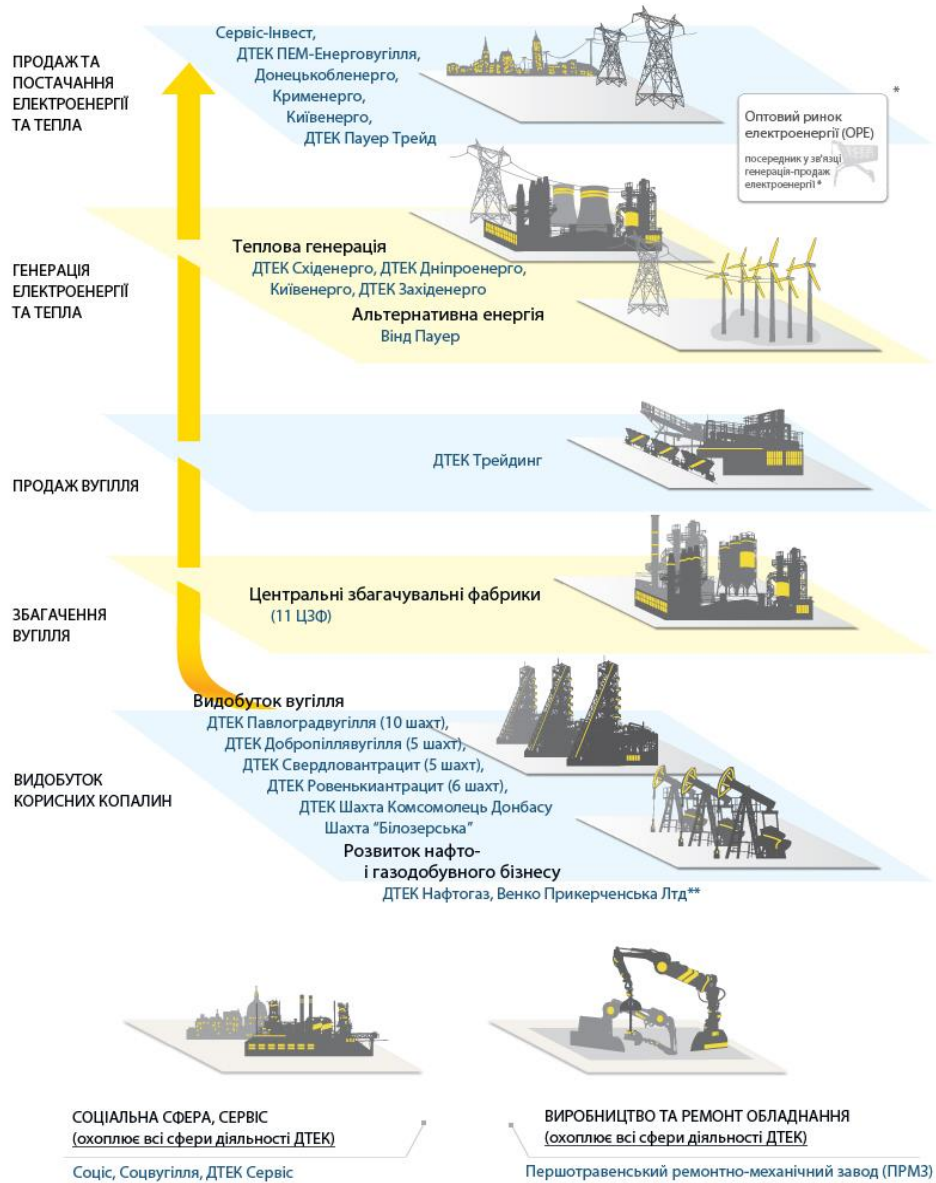 ПРОДАЖ ТА
ПОСТАЧАННЯ
ЕЛЕКТРОЕНЕРГІЇ
ТА ТЕПЛА
Сервіс-Інвест,
ДТЕК ПЕМ-Енерговугілля,
Донецькобленерго,
Крименерго,
Київенерго,
ДТЕК Пауер Трейд
*
Оптовий ринок
електроенергії (ОРЕ)
посередник у зв'язці
генерація-продаж
електроенергії *
ГЕНЕРАЦІЯ
ЕЛЕКТРОЕНЕРГІЇ
ТА ТЕПЛА
Теплова генерація
ДТЕК Східенерго, ДТЕК Дніпроенерго,
Київенерго, ДТЕК Західенерго
Альтернативна енергія
Вінд Пауер
ПРОДАЖ ВУГІЛЛЯ
ДТЕК Трейдинг
ЗБАГАЧЕННЯ
ВУГІЛЛЯ
Центральні збагачувальні фабрики
(11 ЦЗФ)
ВИДОБУТОК
КОРИСНИХ КОПАЛИН
Видобуток вугілля
ДТЕК Павлоградвугілля (10 шахт),
ДТЕК Добропіллявугілля (5 шахт),
ДТЕК Свердловантрацит (5 шахт),
ДТЕК Ровенькиантрацит (6 шахт),
ДТЕК Шахта Комсомолець Донбасу
Шахта "Білозерська"
Розвиток нафто-
і газодобувного бізнесу
ДТЕК Нафтогаз, Венко Прикерченська Лтд**
СОЦІАЛЬНА СФЕРА, СЕРВІС
(охоплює всі сфери діяльності ДТЕК)
Соціс, Соцвугілля, ДТЕК Сервіс
ВИРОБНИЦТВО ТА РЕМОНТ ОБЛАДНАННЯ
(охоплює всі сфери діяльності ДТЕК)
Першотравенський ремонтно-механічний завод (ПРМЗ)